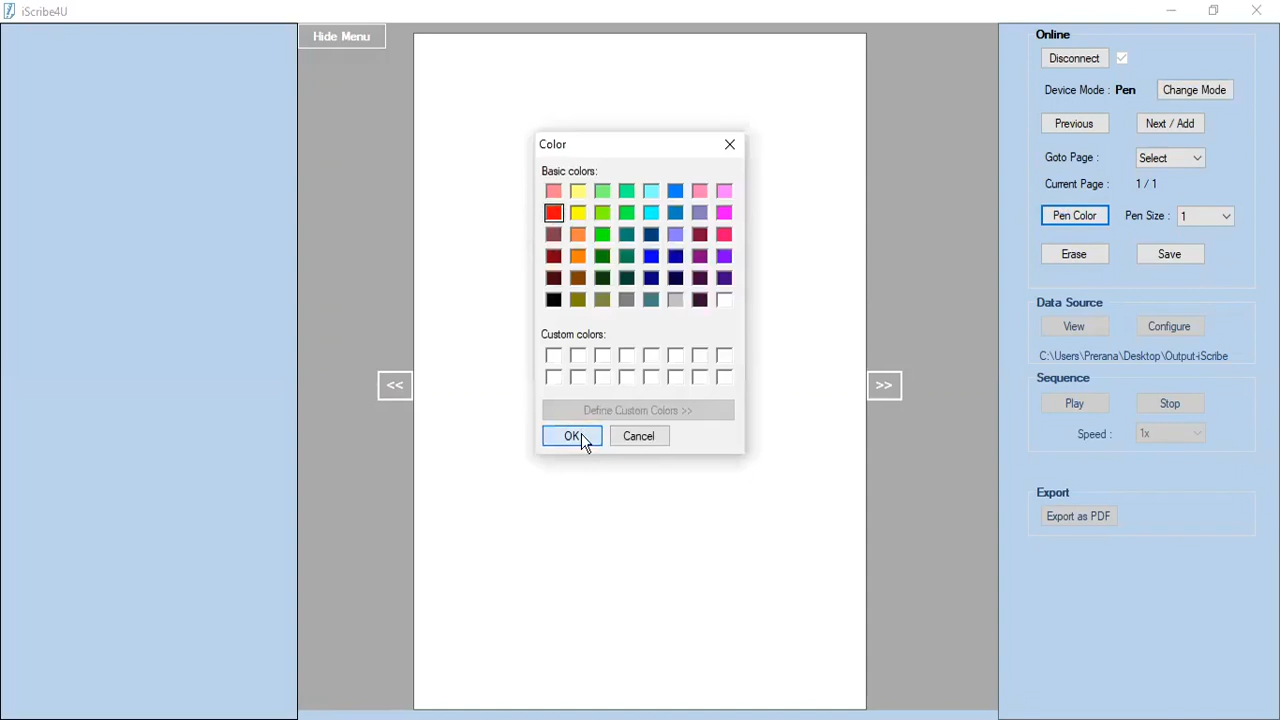 iScribe4U
Hide Menu
Online
Disconnect
Device Mode : Pen
Change Mode
Previous
Next / Add
Goto Page :
Select
Current Page :
1 / 1
Pen Color
Pen Size :
1
Erase
Save
Data Source
View
Configure
C:\Users\Prerana\Desktop\Output-iScribe
Sequence
Play
Stop
Speed :
1x
Export
Export as PDF
<<
>>
Color
Basic colors:
Custom colors:
Define Custom Colors >>
OK
Cancel